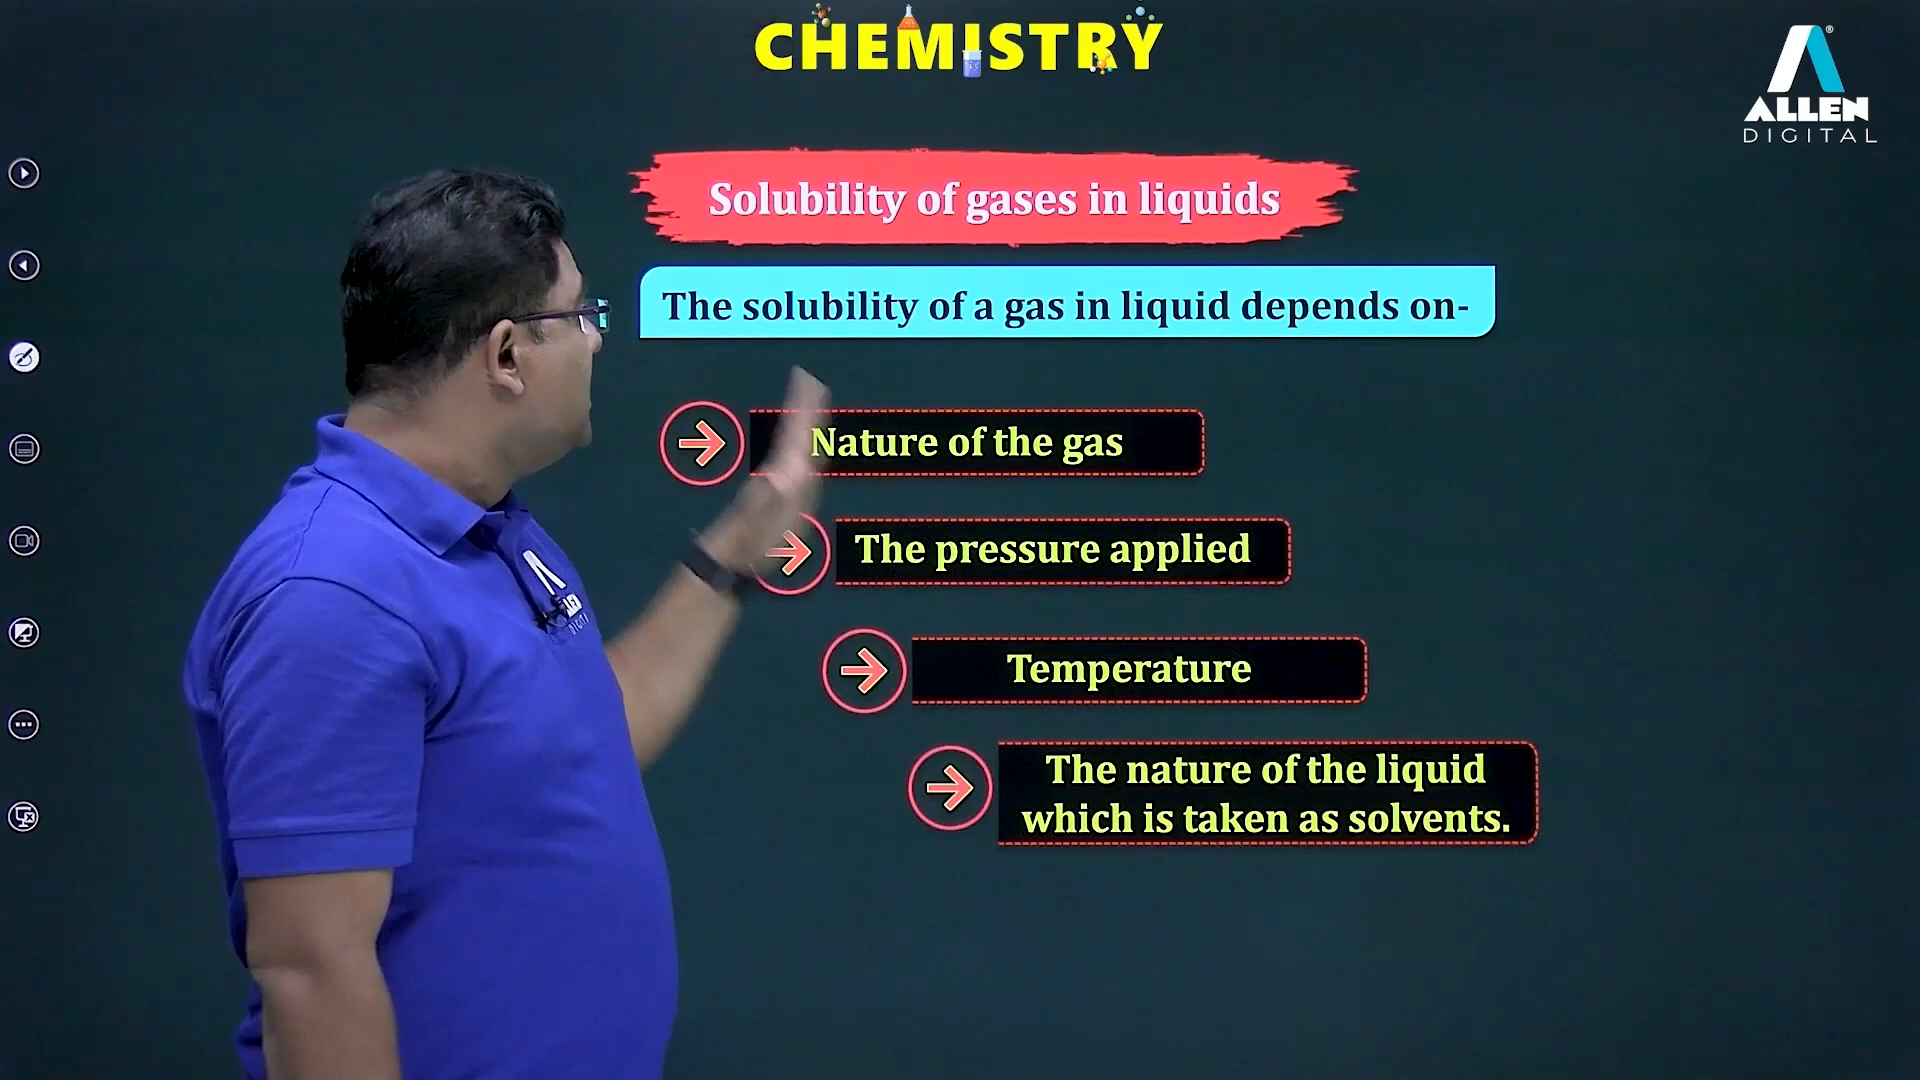 CHEMISTRY
ALLEN
DIGITAL
Solubility of gases in liquids
The solubility of a gas in liquid depends on-
Nature of the gas
The pressure applied
Temperature
The nature of the liquid
which is taken as solvents.